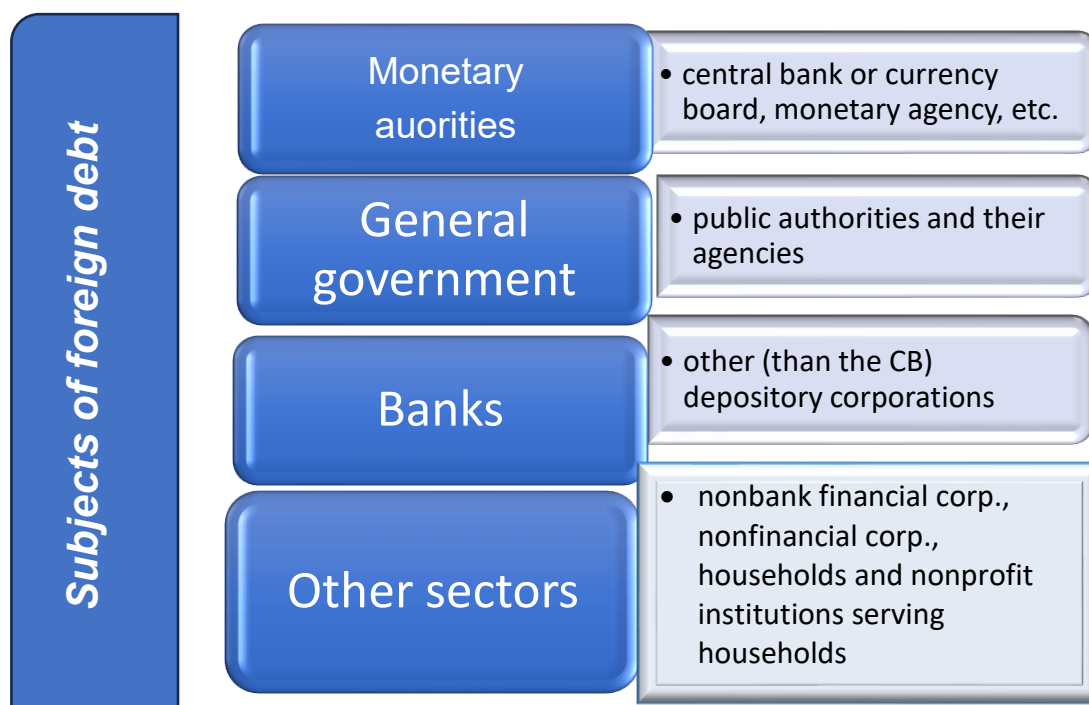 Subjects of foreign debt
Monetary
auorities
• central bank or currency
board, monetary agency, etc.
General
government
• public authorities and their
agencies
Banks
• other (than the CB)
depository corporations
Other sectors
• nonbank financial corp.,
nonfinancial corp.,
households and nonprofit
institutions serving
households